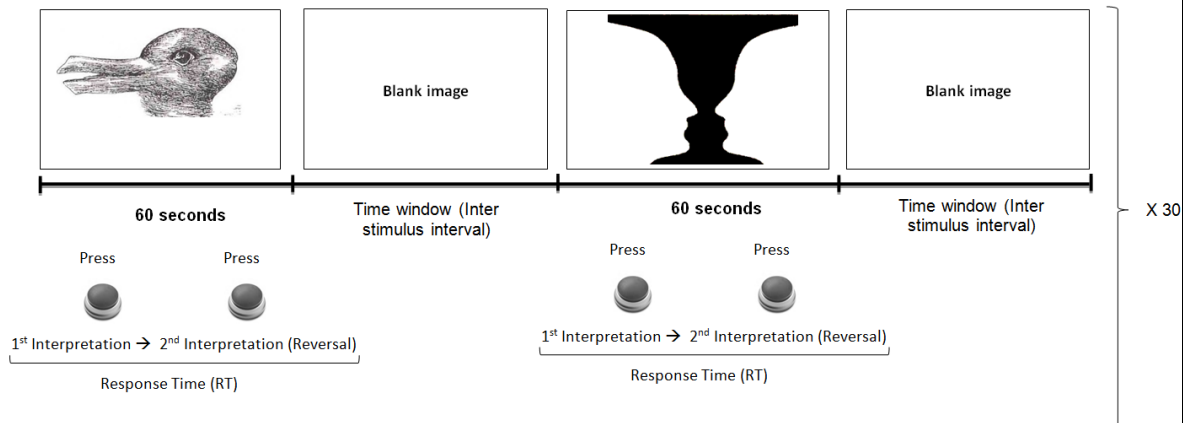 Blank image
Blank image
60 seconds
Time window (Inter
stimulus interval)
60 seconds
Time window (Inter
stimulus interval)
X 30
Press
Press
Press
Press
1st Interpretation → 2nd Interpretation (Reversal)
1st Interpretation → 2nd Interpretation (Reversal)
Response Time (RT)
Response Time (RT)